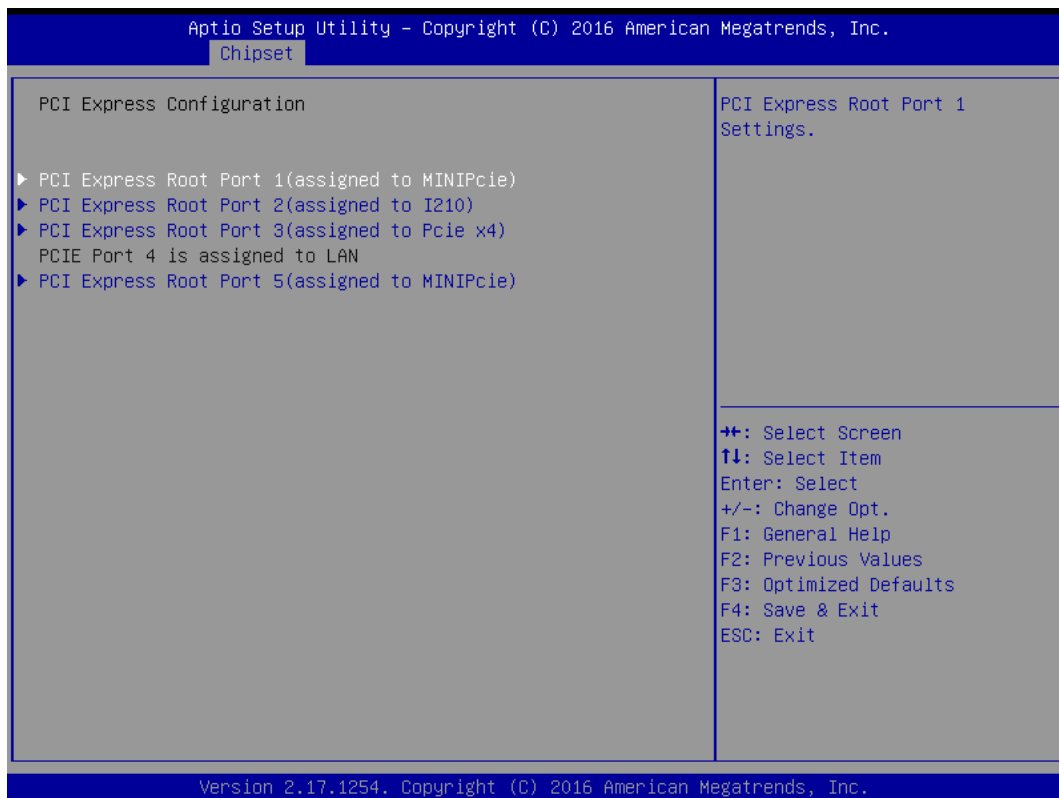 Aptio Setup Utility – Copyright (C) 2016 American Megatrends, Inc.
Chipset
PCI Express Configuration
▶ PCI Express Root Port 1(assigned to MINIPcie)
▶ PCI Express Root Port 2(assigned to I210)
▶ PCI Express Root Port 3(assigned to Pcie x4)
PCIE Port 4 is assigned to LAN
▶ PCI Express Root Port 5(assigned to MINIPcie)
PCI Express Root Port 1
Settings.
→←: Select Screen
↑↓: Select Item
Enter: Select
+/-: Change Opt.
F1: General Help
F2: Previous Values
F3: Optimized Defaults
F4: Save & Exit
ESC: Exit
Version 2.17.1254. Copyright (C) 2016 American Megatrends, Inc.